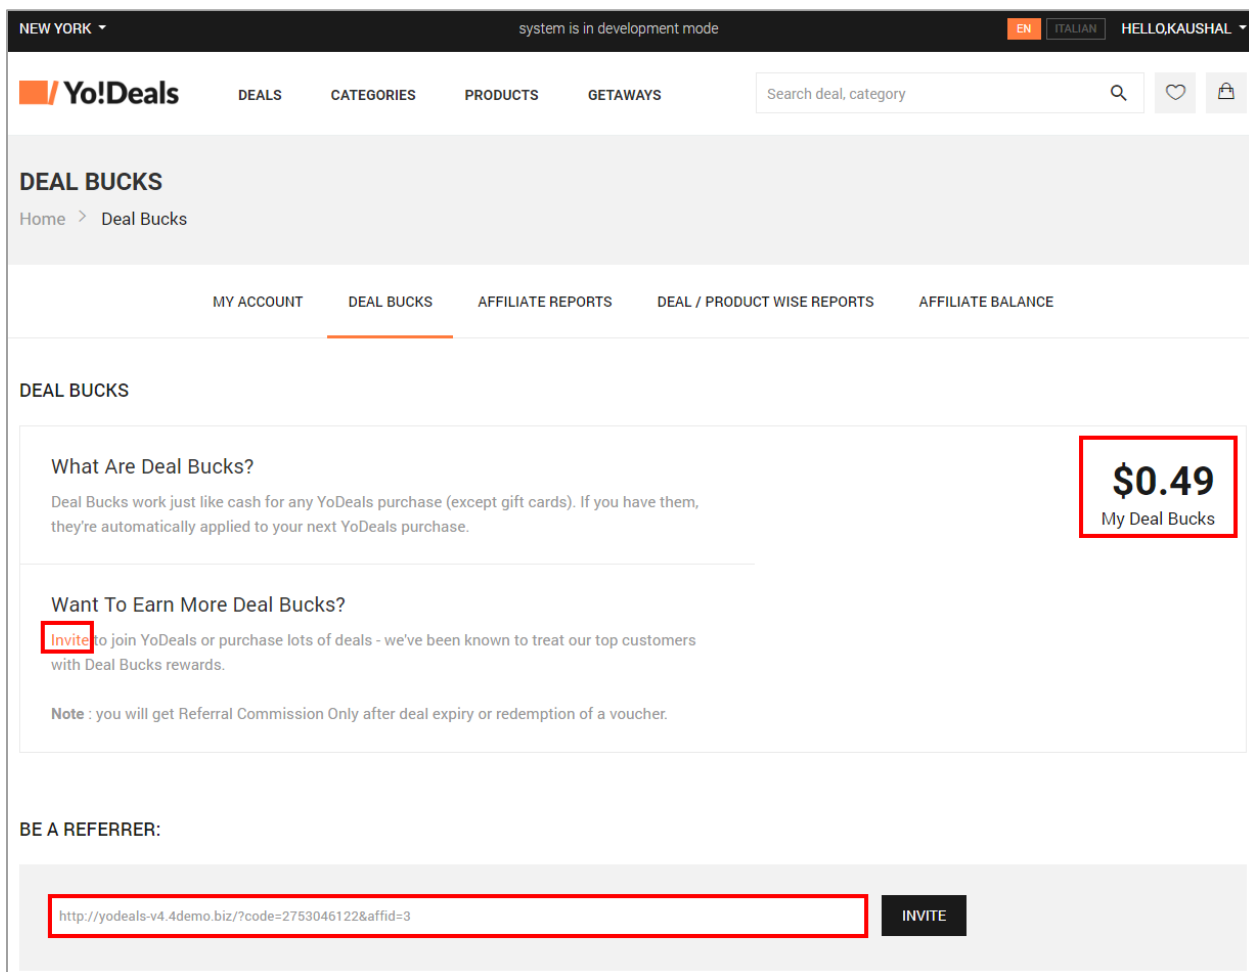 NEW YORK
system is in development mode
EN
ITALIAN
HELLO,KAUSHAL
Yo!Deals
DEALS
CATEGORIES
PRODUCTS
GETAWAYS
Search deal, category
DEAL BUCKS
Home > Deal Bucks
MY ACCOUNT
DEAL BUCKS
AFFILIATE REPORTS
DEAL / PRODUCT WISE REPORTS
AFFILIATE BALANCE
DEAL BUCKS
What Are Deal Bucks?
Deal Bucks work just like cash for any YoDeals purchase (except gift cards). If you have them,
they're automatically applied to your next YoDeals purchase.
$0.49
My Deal Bucks
Want To Earn More Deal Bucks?
Invite to join YoDeals or purchase lots of deals - we've been known to treat our top customers
with Deal Bucks rewards.
Note : you will get Referral Commission Only after deal expiry or redemption of a voucher.
BE A REFERRER:
http://yodeals-v4.4demo.biz/?code=2753046122&affid=3
INVITE